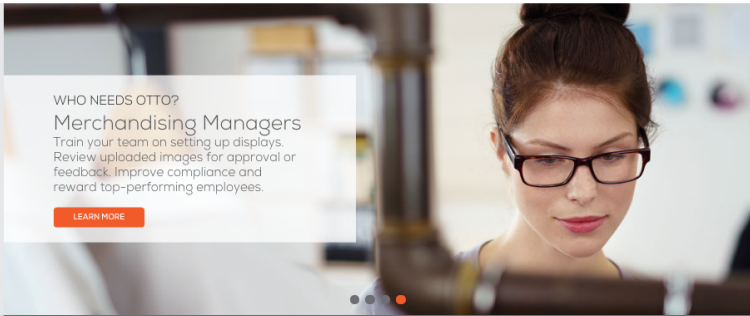 WHO NEEDS OTTO?
Merchandising Managers
Train your team on setting up displays.
Review uploaded images for approval or
feedback. Improve compliance and
reward top-performing employees.
LEARN MORE